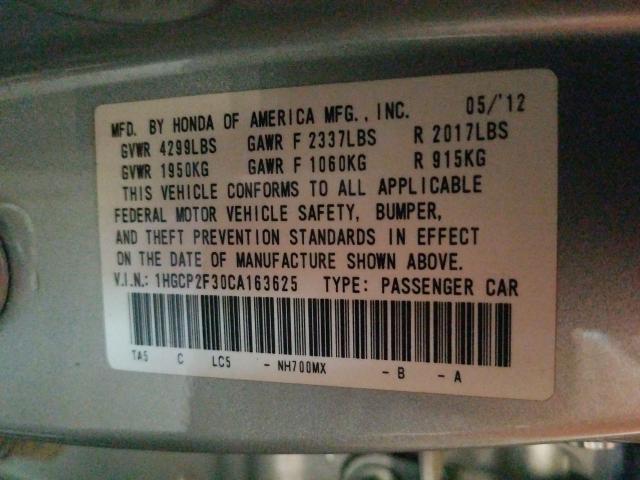 MFD. BY HONDA OF AMERICA MFG., INC. 05/'12
GVWR 4299LBS GAWR F 2337LBS R 2017LBS
GVWR 1950KG GAWR F 1060KG R 915KG
THIS VEHICLE CONFORMS TO ALL APPLICABLE
FEDERAL MOTOR VEHICLE SAFETY, BUMPER,
AND THEFT PREVENTION STANDARDS IN EFFECT
ON THE DATE OF MANUFACTURE SHOWN ABOVE.
V.I.N.: 1HGCP2F30CA163625 TYPE: PASSENGER CAR
TA5 C LC5 - NH700MX - B - A